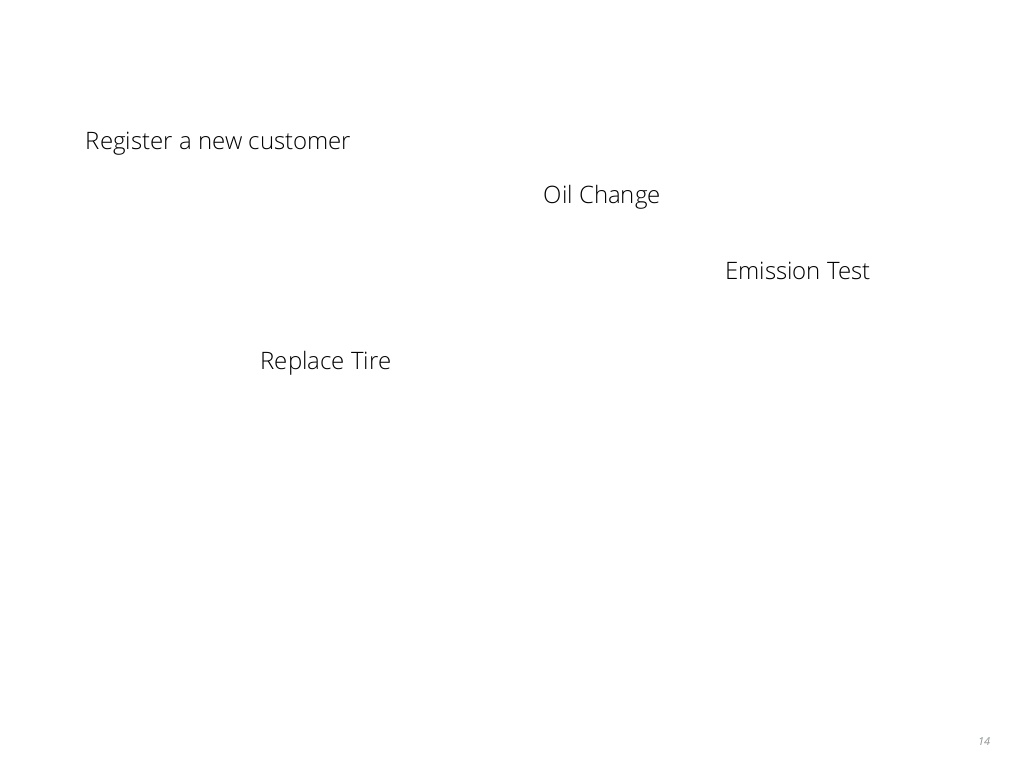 Register a new customer
Oil Change
Emission Test
Replace Tire
14